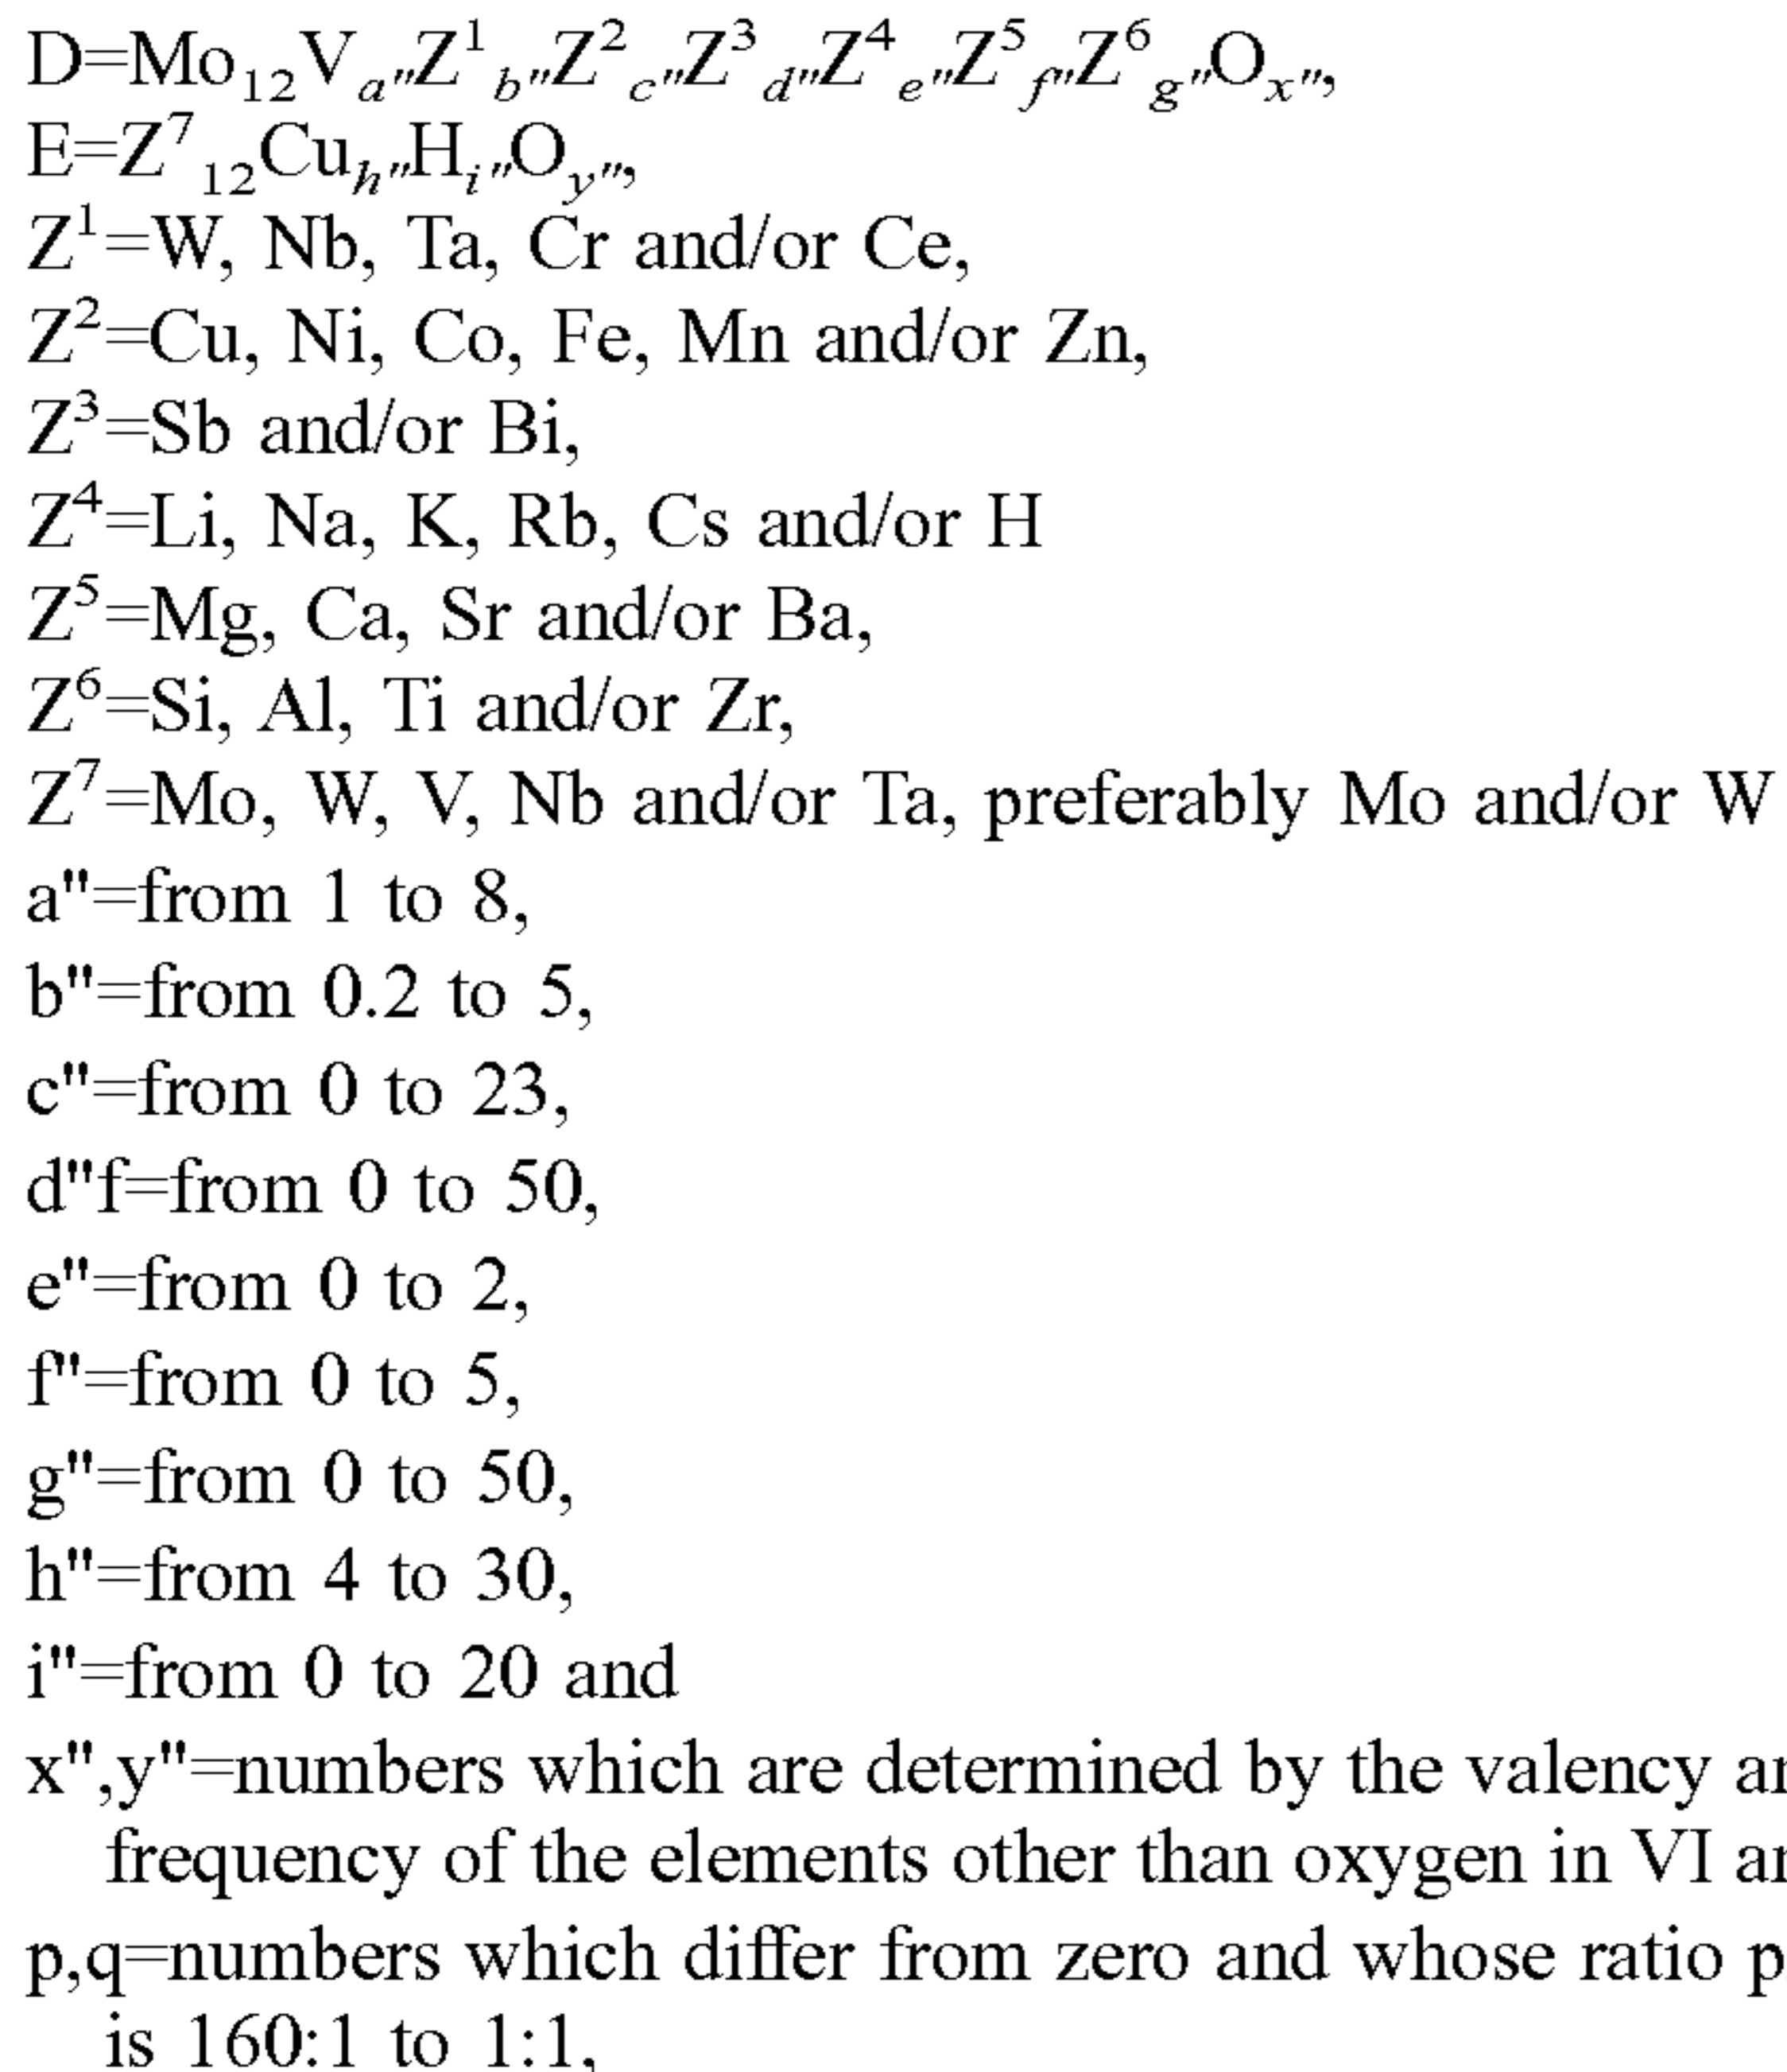 D=Mo₁₂Vₐ″Z¹b″Z²c″Z³d″Z⁴e″Z⁵f″Z⁶g″Oₓ″,
E=Z⁷₁₂Cuh″Hi″Oy″,
Z¹=W, Nb, Ta, Cr and/or Ce,
Z²=Cu, Ni, Co, Fe, Mn and/or Zn,
Z³=Sb and/or Bi,
Z⁴=Li, Na, K, Rb, Cs and/or H
Z⁵=Mg, Ca, Sr and/or Ba,
Z⁶=Si, Al, Ti and/or Zr,
Z⁷=Mo, W, V, Nb and/or Ta, preferably Mo and/or W
a"=from 1 to 8,
b"=from 0.2 to 5,
c"=from 0 to 23,
d"f=from 0 to 50,
e"=from 0 to 2,
f"=from 0 to 5,
g"=from 0 to 50,
h"=from 4 to 30,
i"=from 0 to 20 and
x",y"=numbers which are determined by the valency
frequency of the elements other than oxygen in VI
p,q=numbers which differ from zero and whose ratio p
is 160:1 to 1:1,